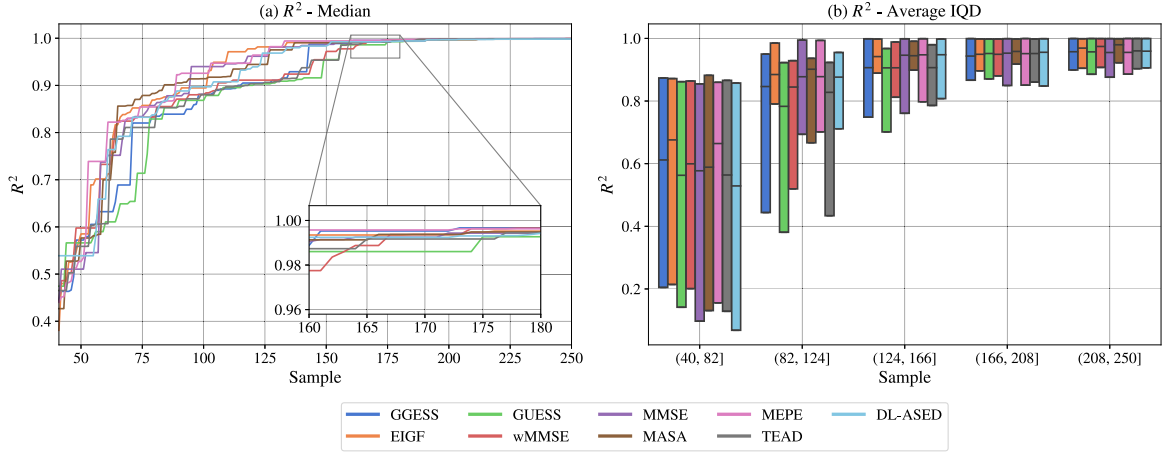 (a) R² - Median
(b) R² - Average IQD
R²
1.0
0.9
0.8
0.7
0.6
0.5
0.4
1.00
0.98
0.96
160
165
170
175
180
50
75
100
125
150
175
200
225
250
Sample
R²
1.0
0.8
0.6
0.4
0.2
(40, 82]
(82, 124]
(124, 166]
(166, 208]
(208, 250]
Sample
GGESS
GUESS
MMSE
MEPE
DL-ASED
EIGF
wMMSE
MASA
TEAD